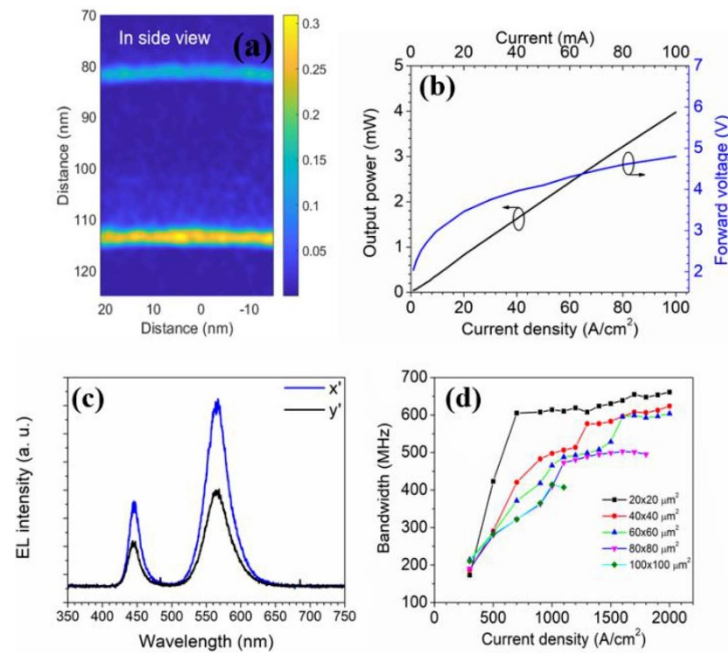 In side view
(a)
70
80
90
100
110
120
Distance (nm)
20
10
0
-10
Distance (nm)
0.3
0.25
0.2
0.15
0.1
0.05
Current (mA)
0 20 40 60 80 100
(b)
5
4
3
2
1
0
Output power (mW)
7
6
5
4
3
2
Forward voltage (V)
0 20 40 60 80 100
Current density (A/cm²)
(c)
x'
y'
EL intensity (a. u.)
350 400 450 500 550 600 650 700 750
Wavelength (nm)
(d)
700
600
500
400
300
200
100
Bandwidth (MHz)
20x20 μm²
40x40 μm²
60x60 μm²
80x80 μm²
100x100 μm²
0 500 1000 1500 2000
Current density (A/cm²)